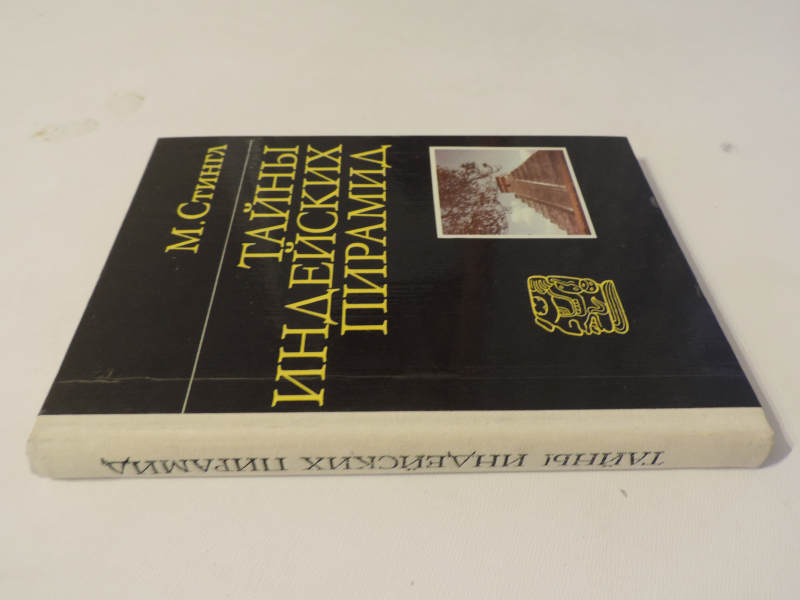 М. Стингл
ТАЙНЫ
ИНДЕЙСКИХ
ПИРАМИД
ТАЙНЫ ИНДЕЙСКИХ ПИРАМИД